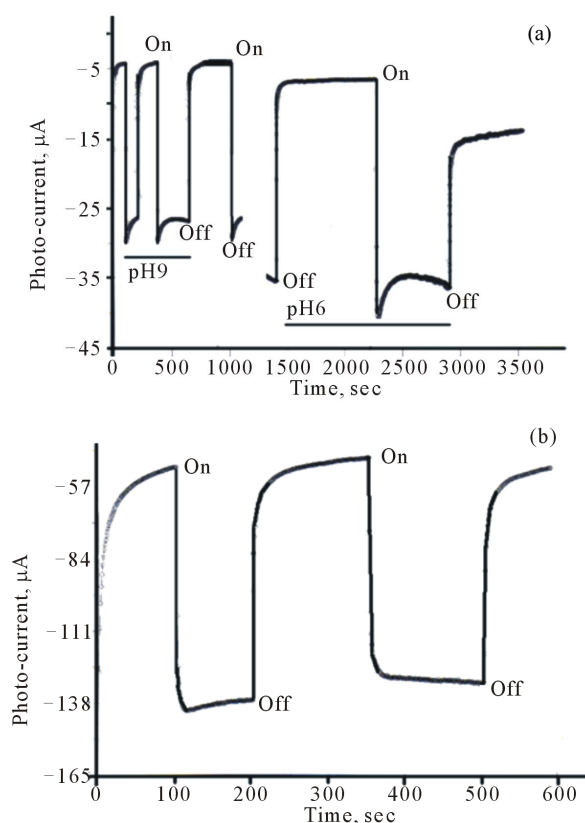 (a)
On
On
On
−5
−15
−25
−35
−45
Photo-current, μA
Off
Off
Off
Off
pH9
pH6
0
500
1000
1500
2000
2500
3000
3500
Time, sec
(b)
On
On
−57
−84
−111
−138
−165
Photo-current, μA
Off
Off
0
100
200
300
400
500
600
Time, sec